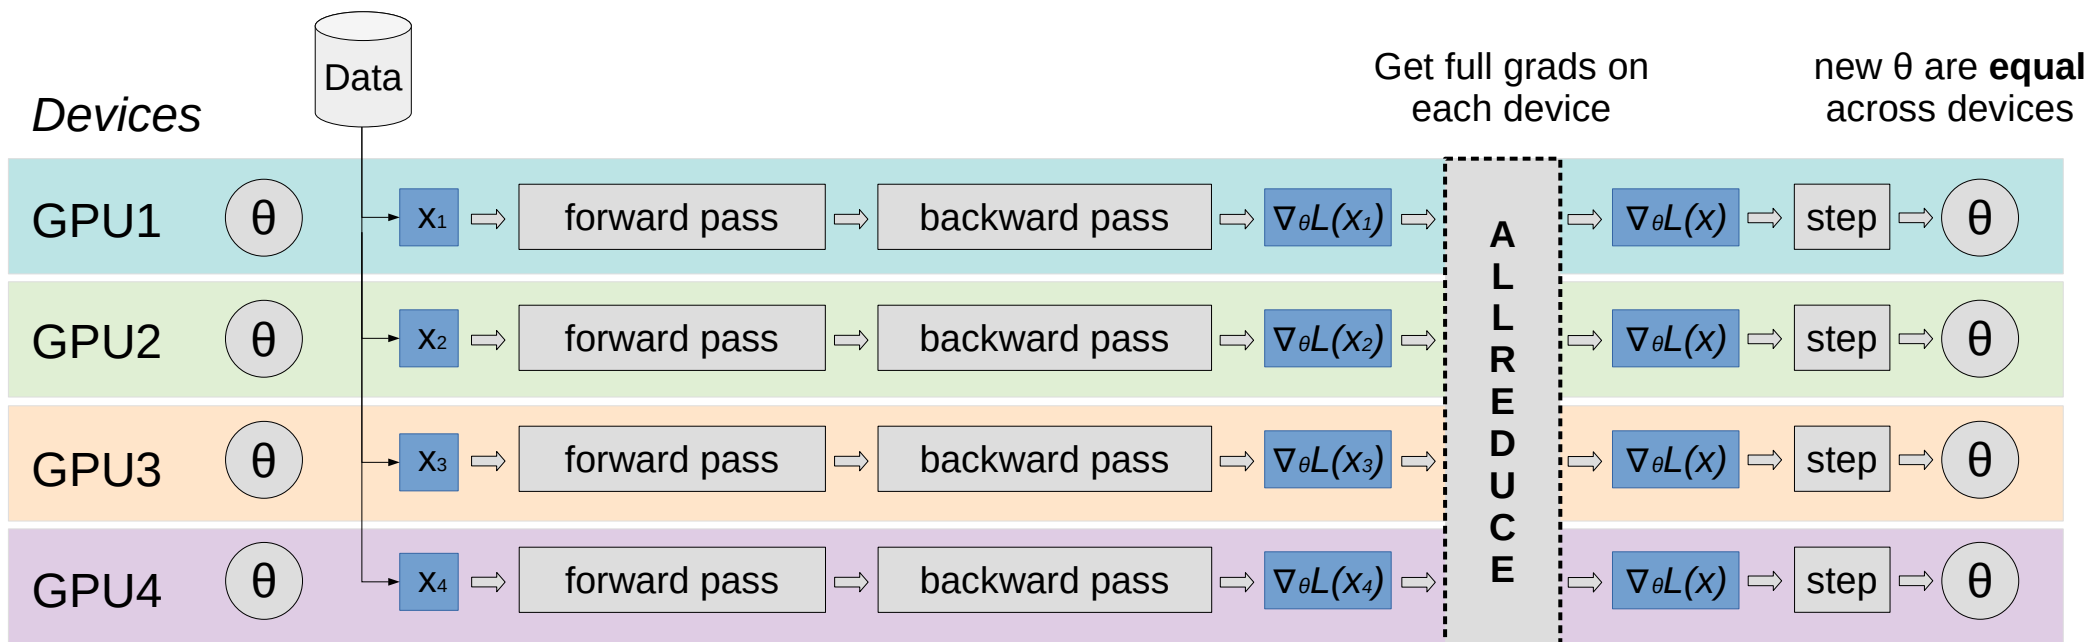 Data
Get full grads on
each device
new θ are equal
across devices
Devices
GPU1 θ x₁ forward pass backward pass ∇θL(x₁) ∇θL(x) step θ
GPU2 θ x₂ forward pass backward pass ∇θL(x₂) ∇θL(x) step θ
GPU3 θ x₃ forward pass backward pass ∇θL(x₃) ∇θL(x) step θ
GPU4 θ x₄ forward pass backward pass ∇θL(x₄) ∇θL(x) step θ
ALLREDUCE